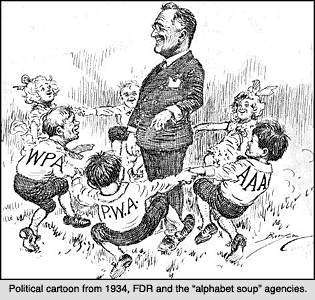 WPA
P.W.A.
AAA
Political cartoon from 1934, FDR and the "alphabet soup" agencies.